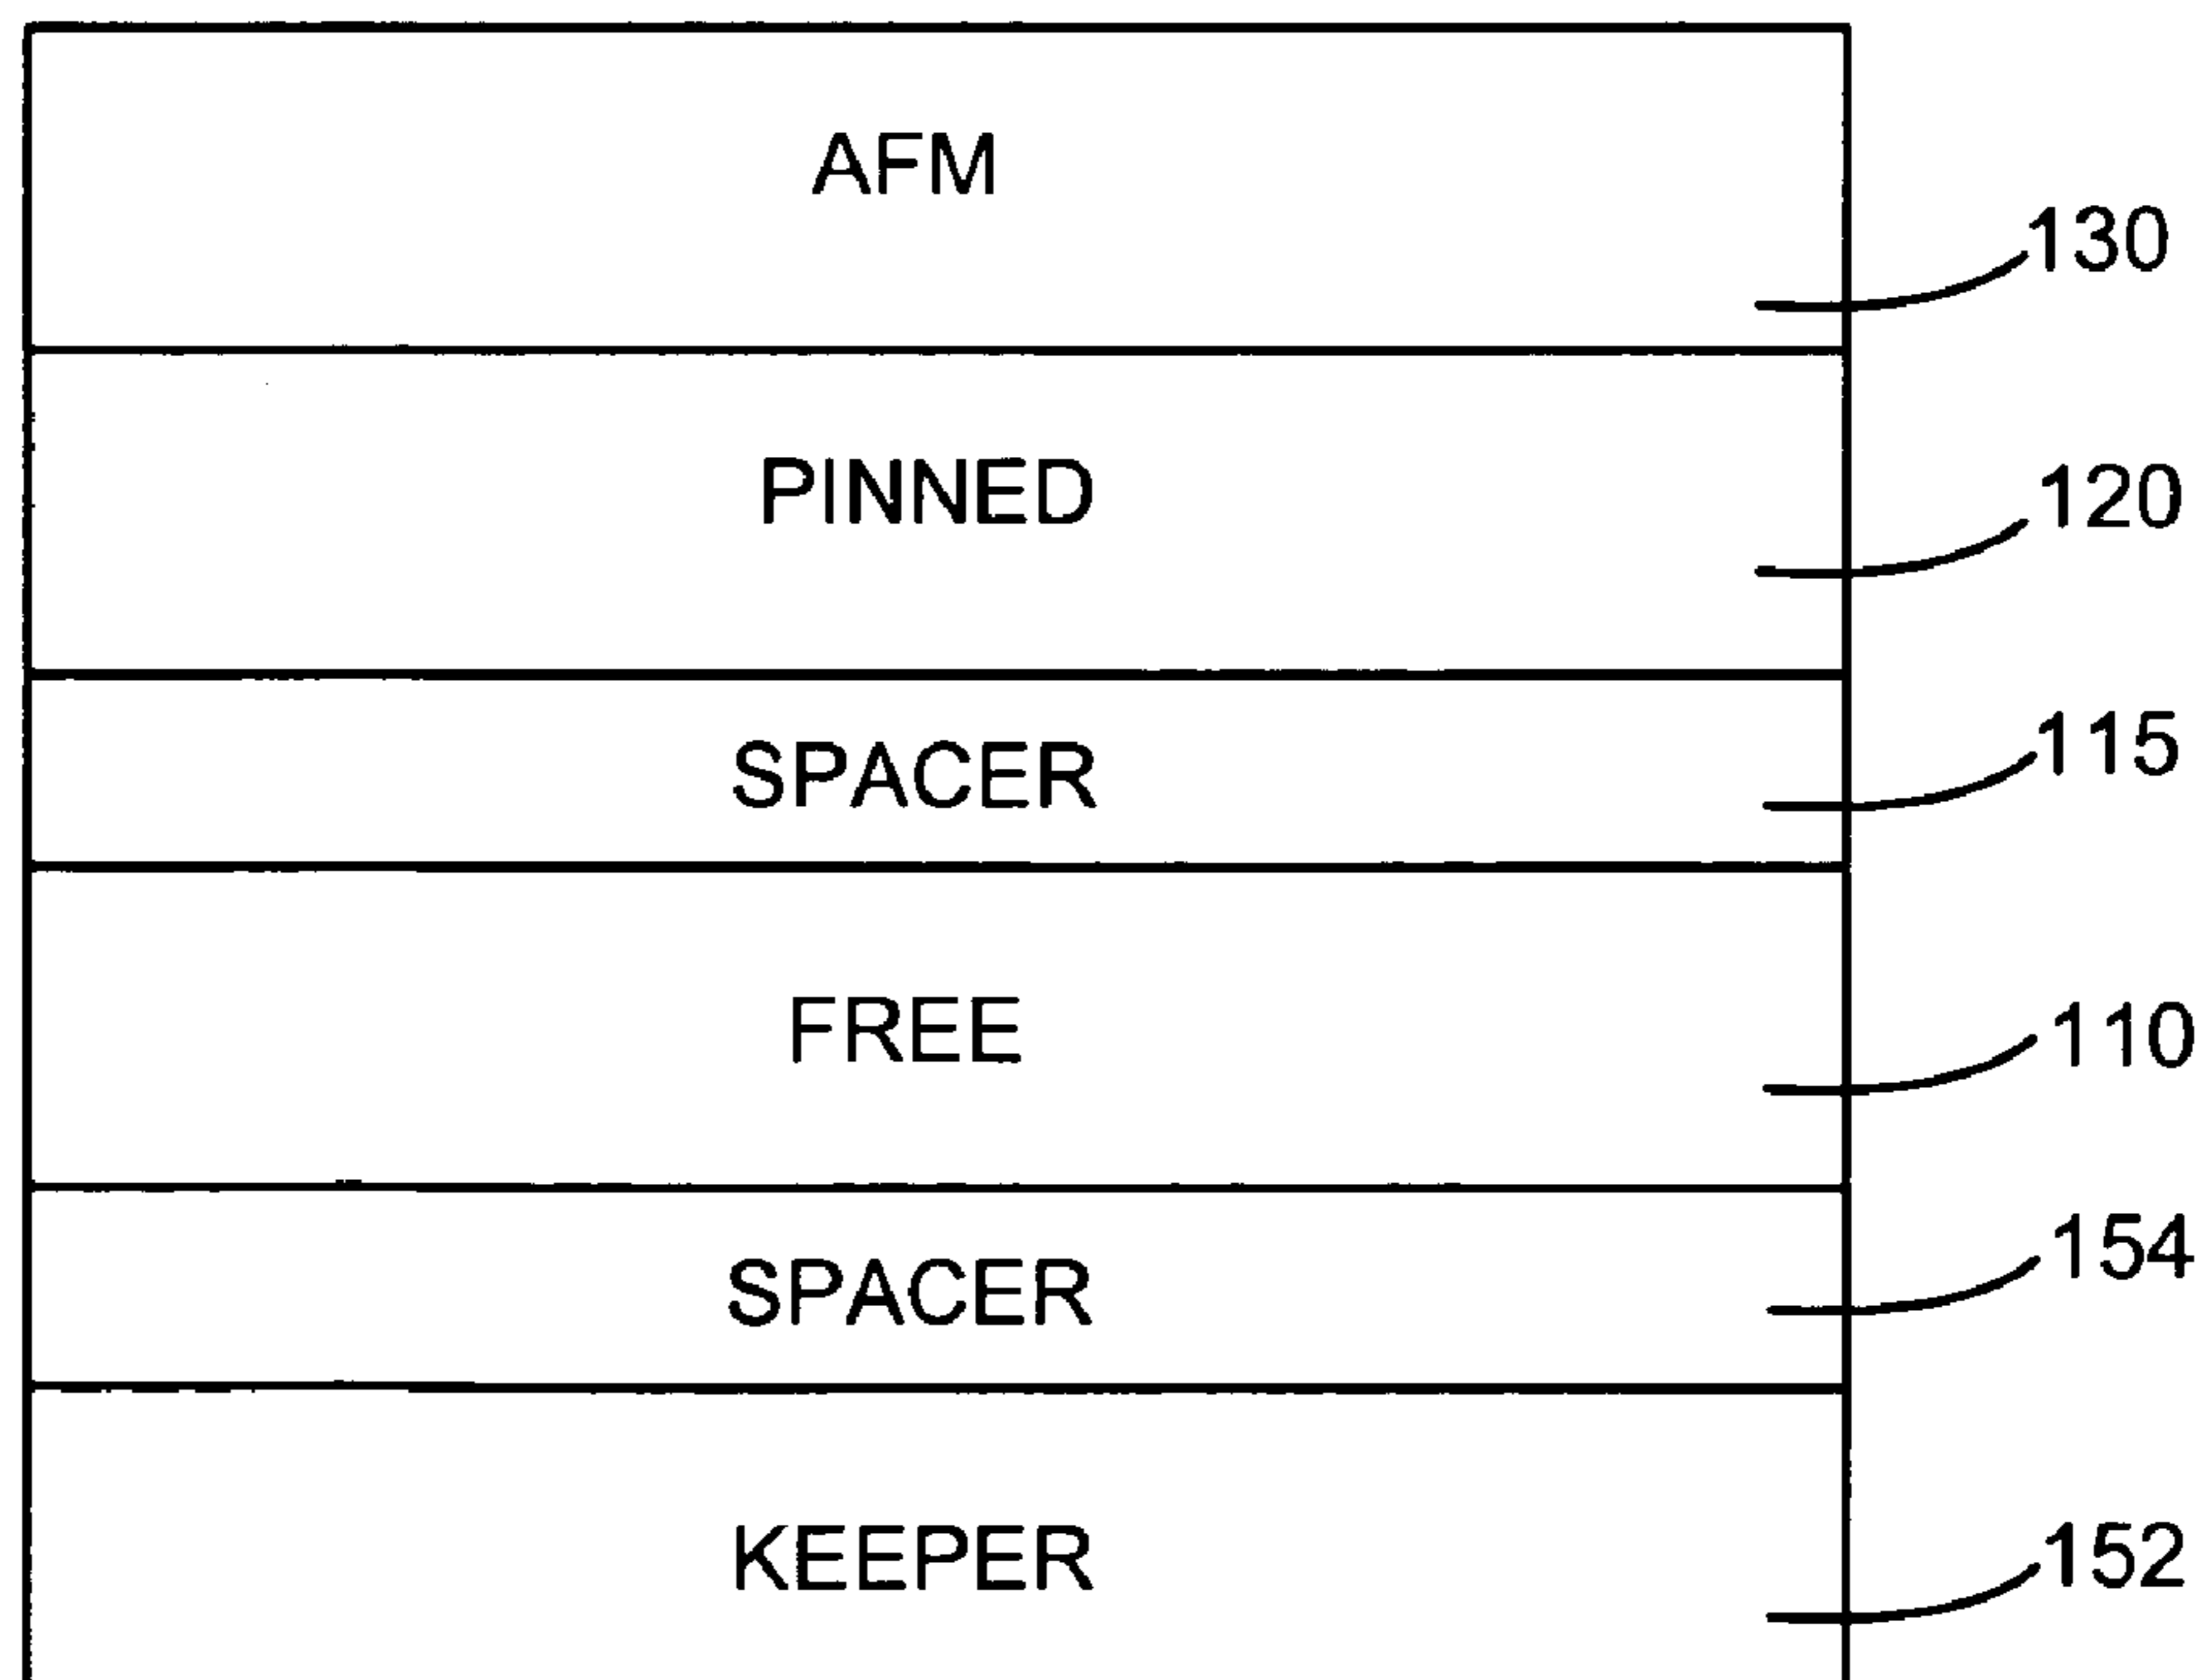 AFM
130
PINNED
120
SPACER
115
FREE
110
SPACER
154
KEEPER
152